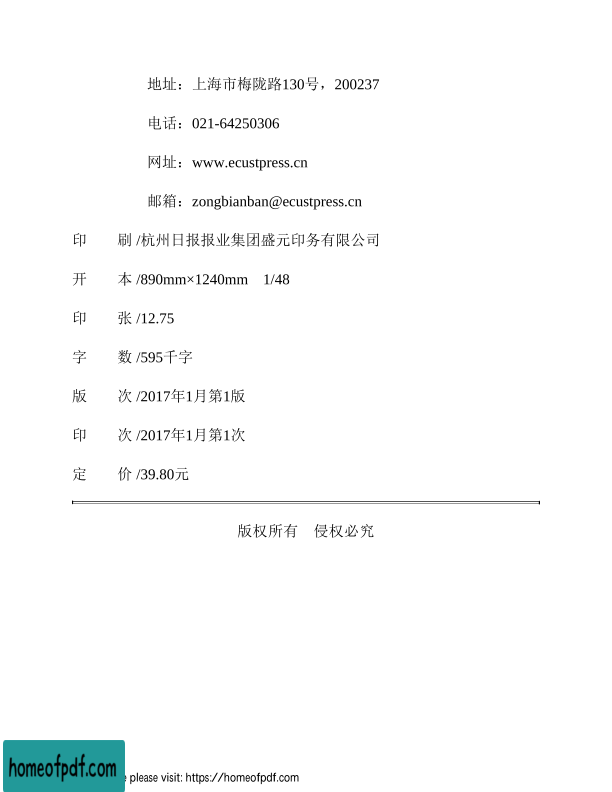 地址：上海市梅陇路130号，200237
电话：021-64250306
网址：www.ecustpress.cn
邮箱：zongbianban@ecustpress.cn
印　　刷 /杭州日报报业集团盛元印务有限公司
开　　本 /890mm×1240mm　1/48
印　　张 /12.75
字　　数 /595千字
版　　次 /2017年1月第1版
印　　次 /2017年1月第1次
定　　价 /39.80元
版权所有　侵权必究
homeofpdf.com
please visit: https://homeofpdf.com